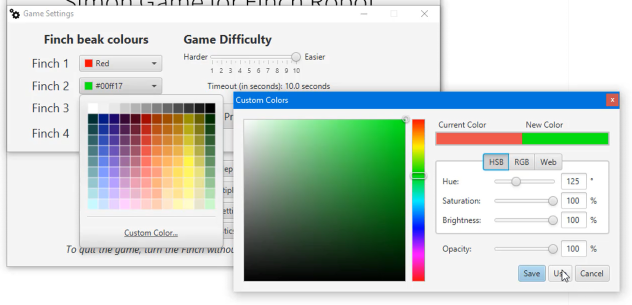 Simon Game for Finch Robot
Game Settings
Finch beak colours
Game Difficulty
Finch 1
Red
Harder
Easier
1 2 3 4 5 6 7 8 9 10
Finch 2
#00ff17
Timeout (in seconds): 10.0 seconds
Finch 3
Finch 4
Custom Color...
To quit the game, turn the Finch withou
Custom Colors
x
Current Color
New Color
HSB
RGB
Web
Hue:
125
°
Saturation:
100
%
Brightness:
100
%
Opacity:
100
%
Save
Cancel